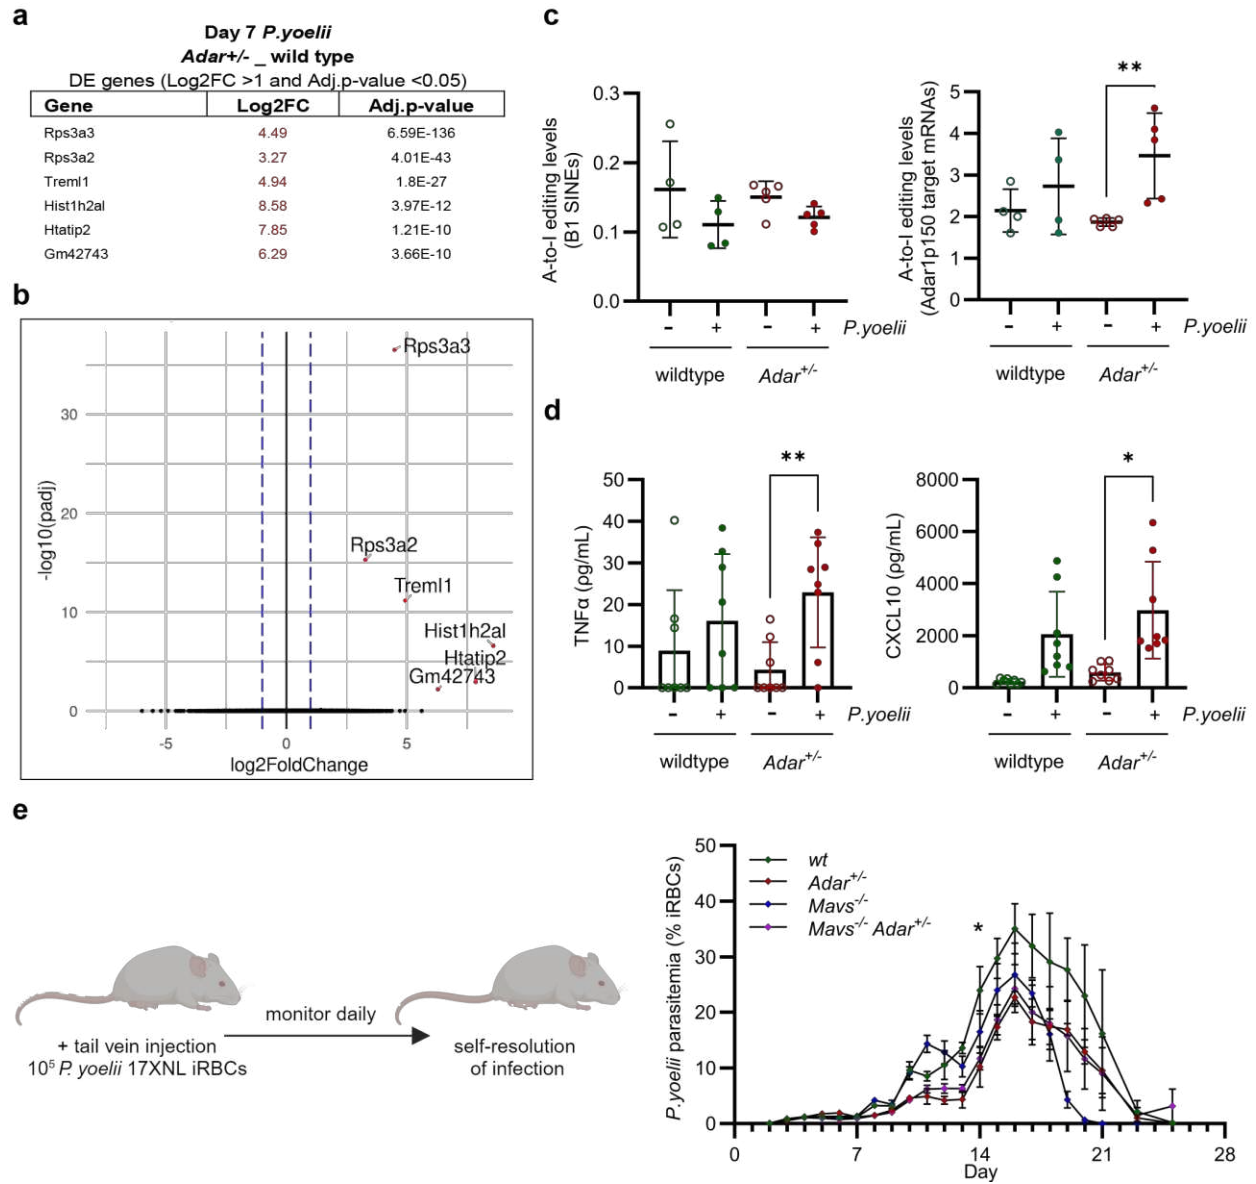 a
Day 7 P.yoelii
Adar+/- _ wild type
DE genes (Log2FC >1 and Adj.p-value <0.05)
Gene Log2FC Adj.p-value
Rps3a3 4.49 6.59E-136
Rps3a2 3.27 4.01E-43
Treml1 4.94 1.8E-27
Hist1h2al 8.58 3.97E-12
Htatip2 7.85 1.21E-10
Gm42743 6.29 3.66E-10
b
-log10(padj)
30
20
10
0
Rps3a3
Rps3a2
Treml1
Hist1h2al
Htatip2
Gm42743
-5 0 5
log2FoldChange
c
A-to-I editing levels
(B1 SINEs)
0.3
0.2
0.1
0.0
- + - +
wildtype Adar+/-
A-to-I editing levels
(Adar1p150 target mRNAs)
5
4
3
2
1
0
**
- + - + P.yoelii
wildtype Adar+/-
d
TNFα (ρg/mL)
50
40
30
20
10
0
**
- + - + P.yoelii
wildtype Adar+/-
CXCL10 (ρg/mL)
8000
6000
4000
2000
0
*
- + - + P.yoelii
wildtype Adar+/-
e
monitor daily
+ tail vein injection
10⁵ P. yoelii 17XNL iRBCs
self-resolution
of infection
P.yoelii parasitemia (% iRBCs)
50
40
30
20
10
0
wt
Adar+/-
Mavs-/-
Mavs-/- Adar+/-
*
0 7 14 21 28
Day
P.yoelii